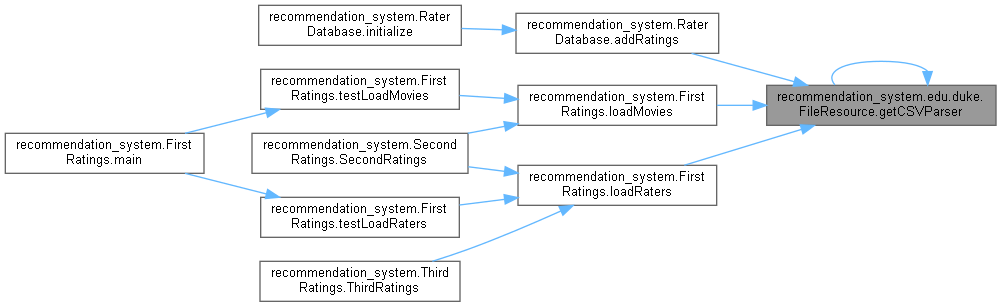 recommendation_system.Rater
Database.initialize
recommendation_system.Rater
Database.addRatings
recommendation_system.First
Ratings.testLoadMovies
recommendation_system.First
Ratings.loadMovies
recommendation_system.edu.duke.
FileResource.getCSVParser
recommendation_system.First
Ratings.main
recommendation_system.Second
Ratings.SecondRatings
recommendation_system.First
Ratings.loadRaters
recommendation_system.First
Ratings.testLoadRaters
recommendation_system.Third
Ratings.ThirdRatings